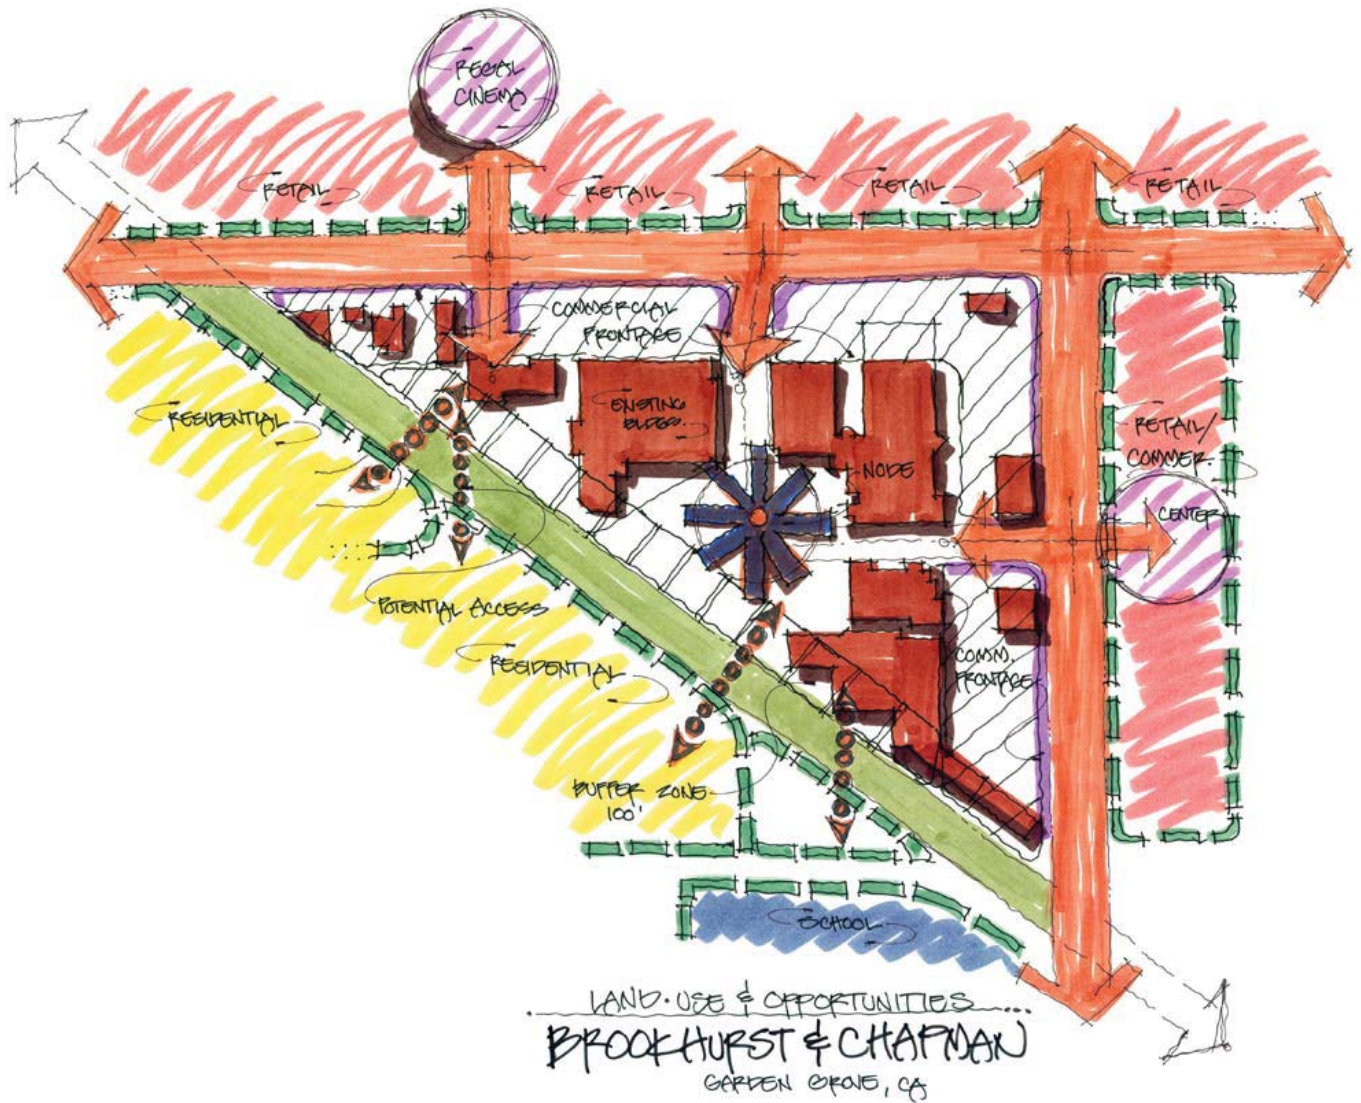 REGAL
CINEMA
RETAIL
RETAIL
RETAIL
RETAIL
COMMERCIAL
FRONTAGE
RESIDENTIAL
EXISTING
BLDGS.
NODE
RETAIL/
COMMER.
CENTER
POTENTIAL ACCESS
RESIDENTIAL
COMM.
FRONTAGE
BUFFER ZONE
100'
SCHOOL
LAND·USE & OPPORTUNITIES
BROOKHURST & CHAPMAN
GARDEN GROVE, CA